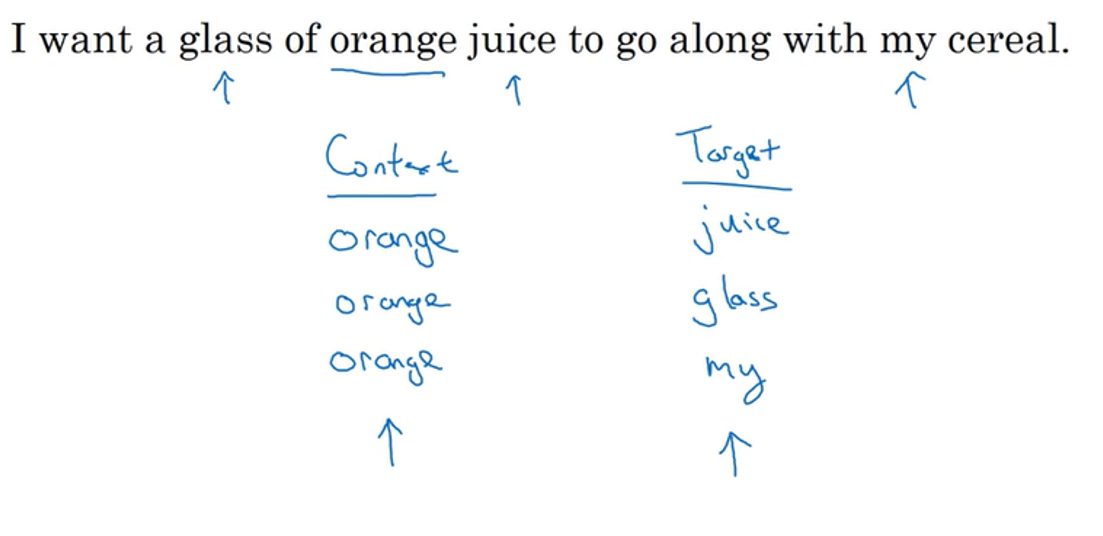 I want a glass of orange juice to go along with my cereal.
Context Target
orange juice
orange glass
orange my